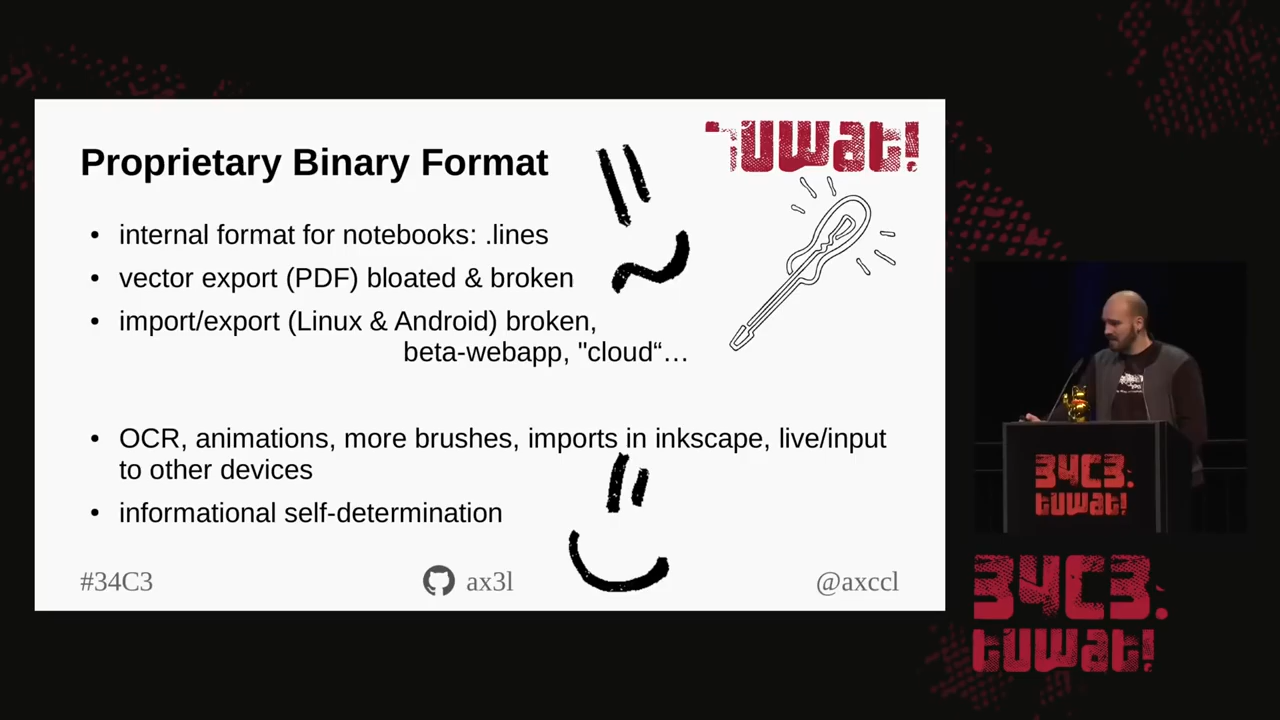 Proprietary Binary Format
tuwat!
• internal format for notebooks: .lines
• vector export (PDF) bloated & broken
• import/export (Linux & Android) broken,
beta-webapp, "cloud“…
• OCR, animations, more brushes, imports in inkscape, live/input
to other devices
• informational self-determination
#34C3
ax3l
@axccl
34C3.
tuwat!
34C3.
tuwat!